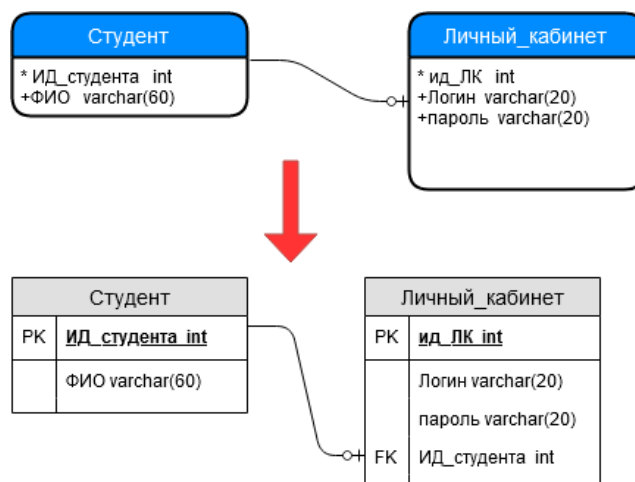 Студент
* ИД_студента int
+ФИО varchar(60)
Личный_кабинет
* ид_ЛК int
+Логин varchar(20)
+пароль varchar(20)
Студент
PK ИД_студента int
ФИО varchar(60)
Личный_кабинет
PK ид_ЛК int
Логин varchar(20)
пароль varchar(20)
FK ИД_студента int